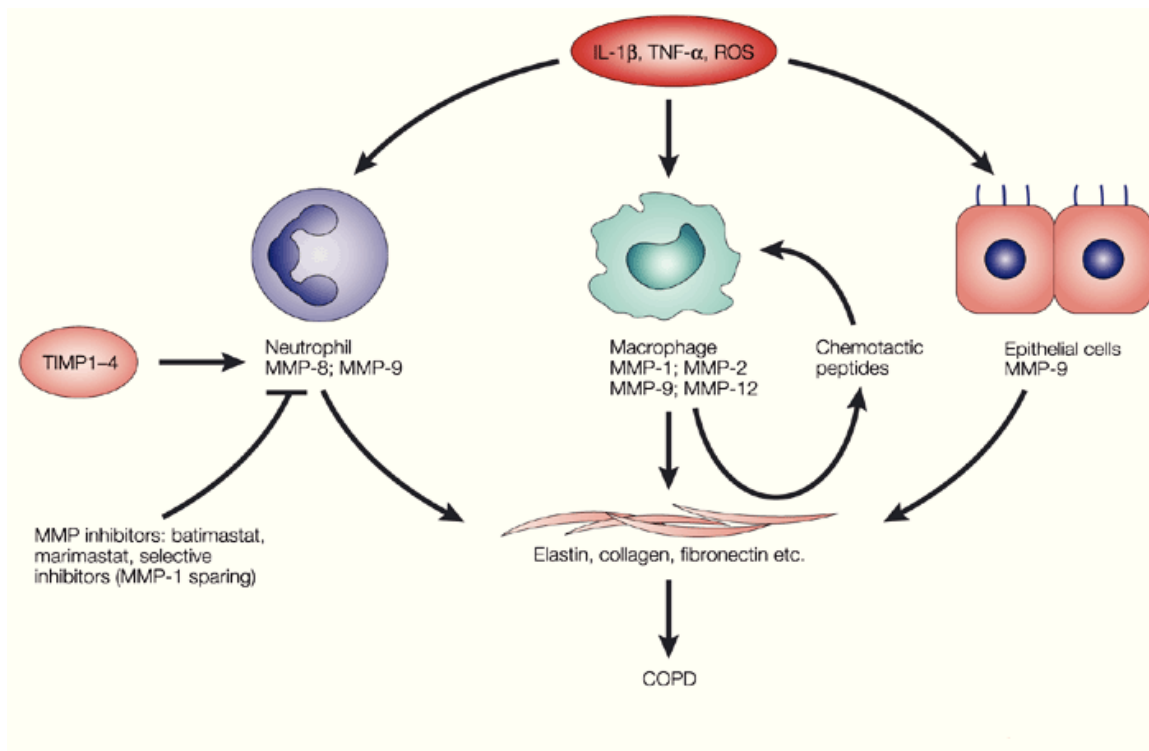 IL-1β, TNF-α, ROS
TIMP1–4
Neutrophil
MMP-8; MMP-9
Macrophage
MMP-1; MMP-2
MMP-9; MMP-12
Chemotactic
peptides
Epithelial cells
MMP-9
MMP inhibitors: batimastat,
marimastat, selective
inhibitors (MMP-1 sparing)
Elastin, collagen, fibronectin etc.
COPD